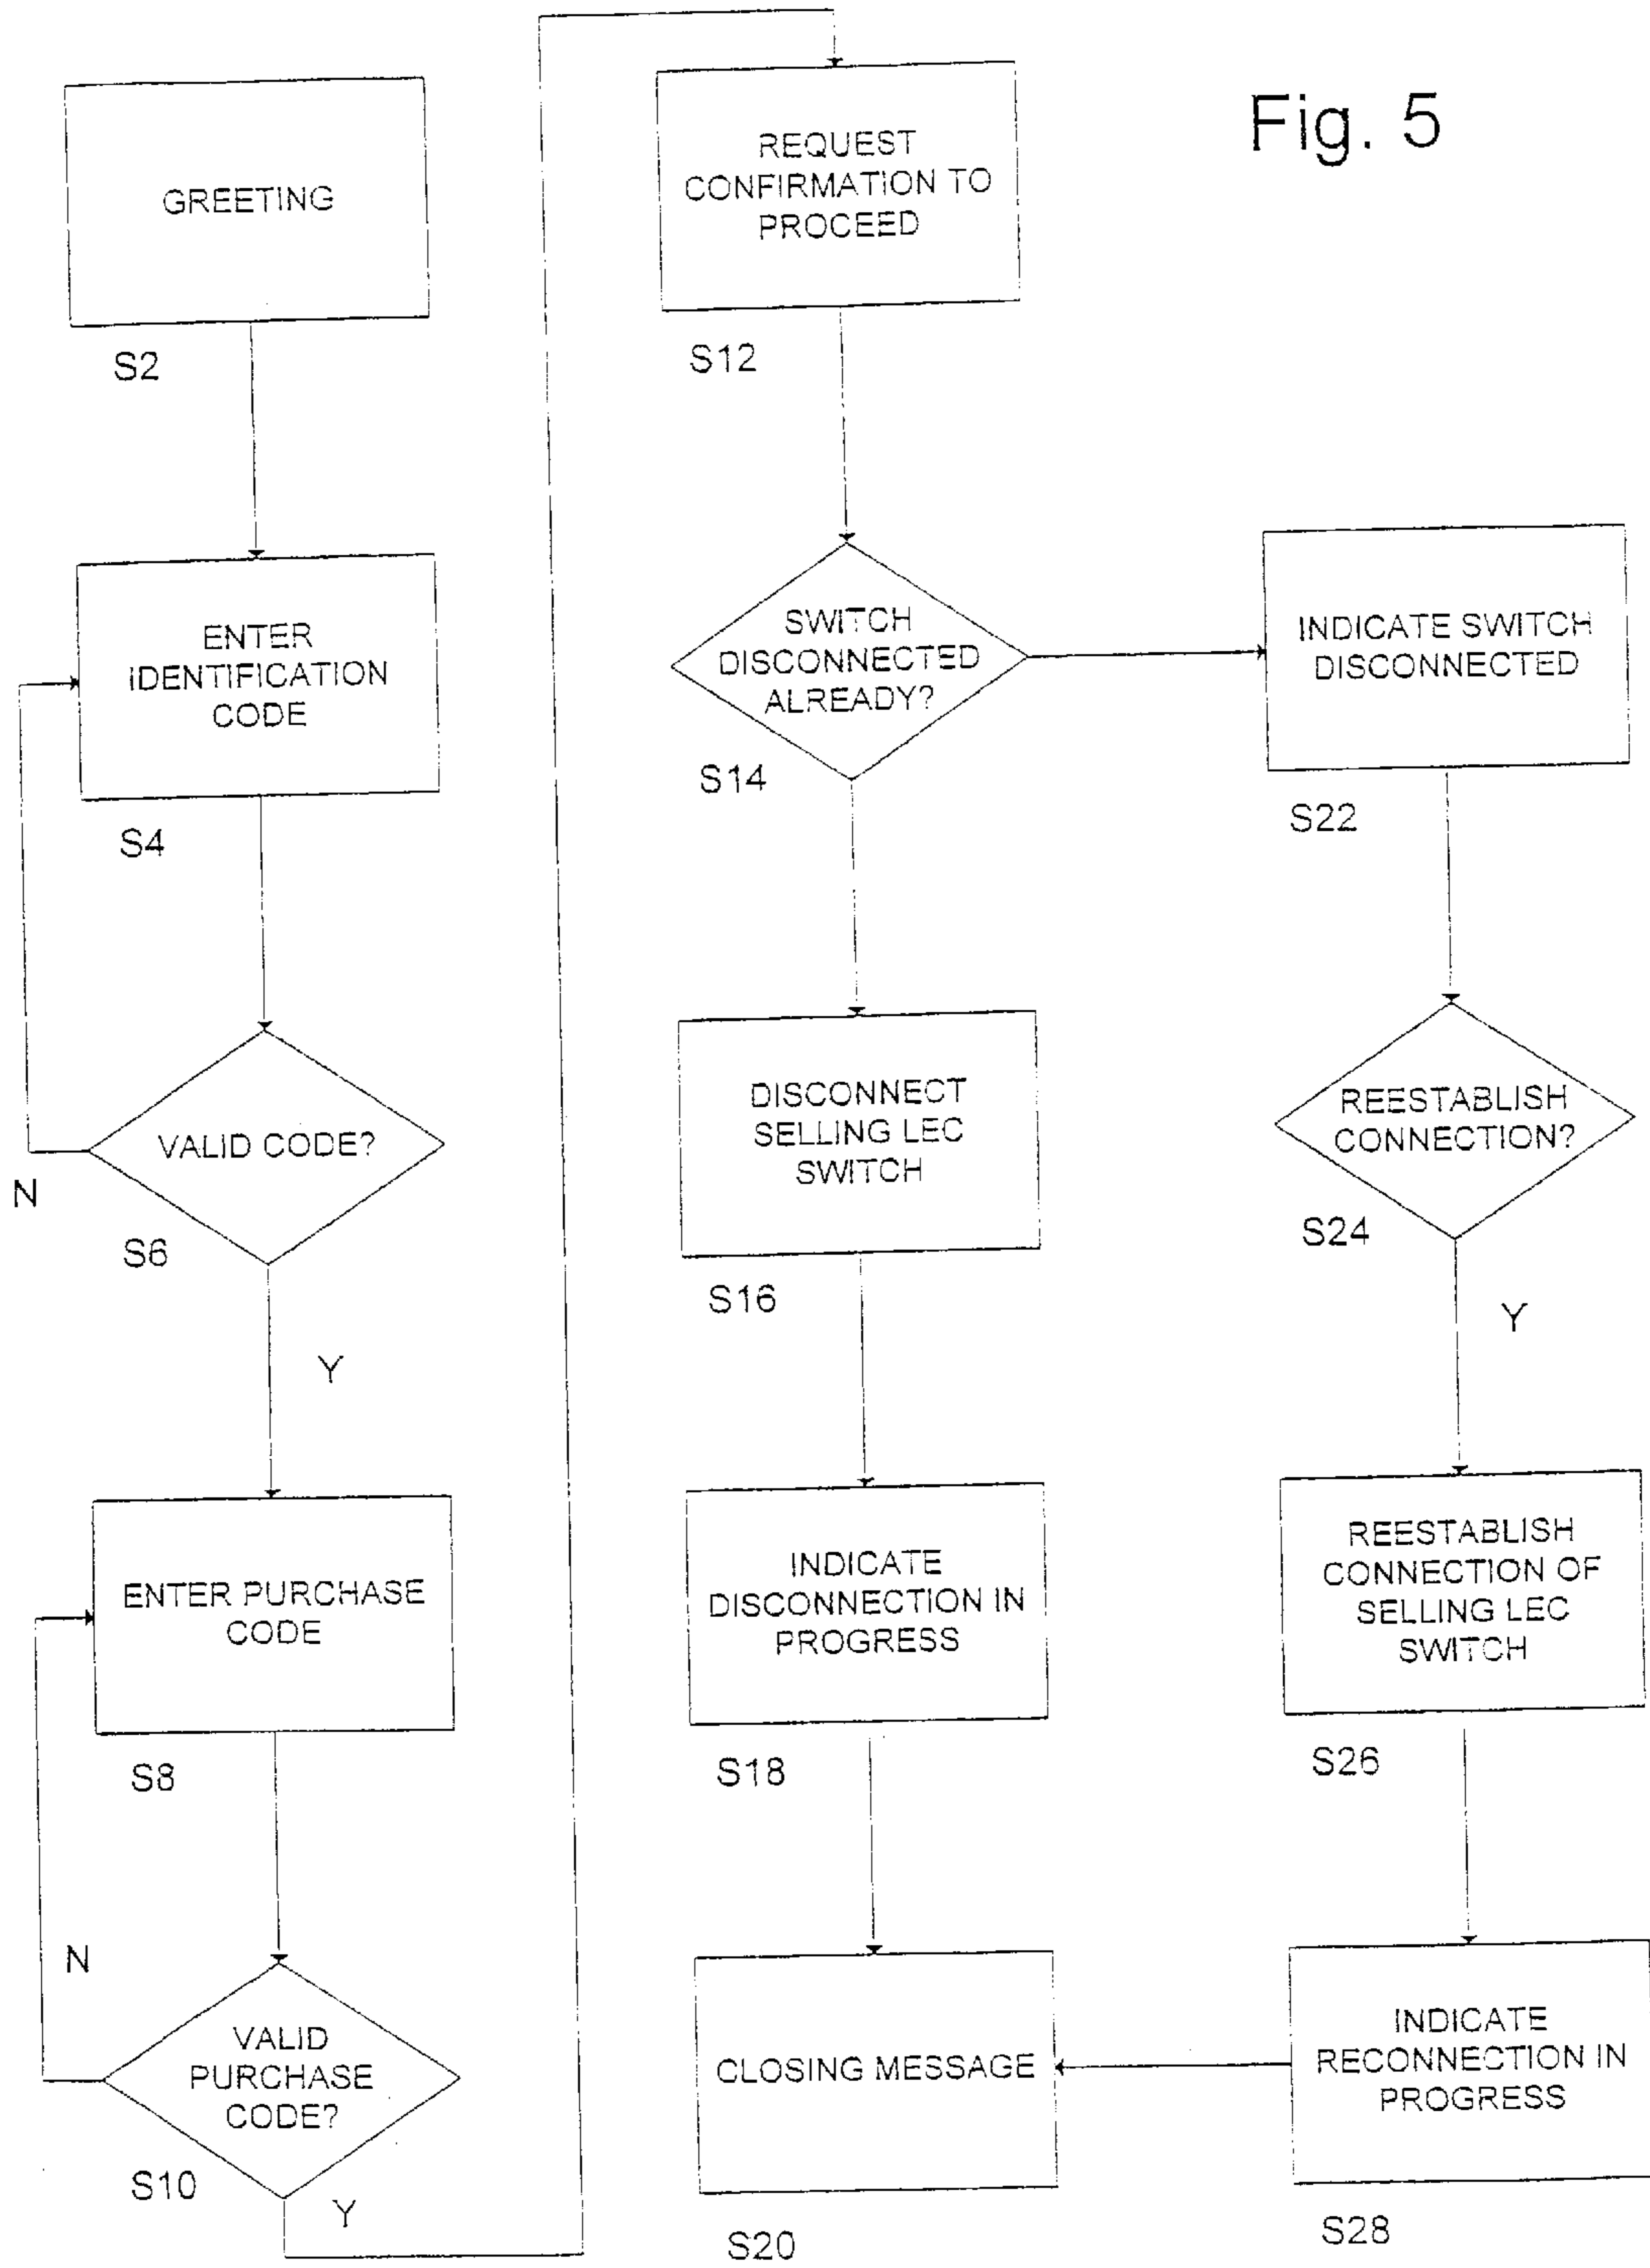 Fig. 5
GREETING
S2
ENTER
IDENTIFICATION
CODE
S4
VALID CODE?
N
S6
Y
ENTER PURCHASE
CODE
S8
N
VALID
PURCHASE
CODE?
S10
Y
REQUEST
CONFIRMATION TO
PROCEED
S12
SWITCH
DISCONNECTED
ALREADY?
S14
DISCONNECT
SELLING LEC
SWITCH
S16
INDICATE
DISCONNECTION IN
PROGRESS
S18
CLOSING MESSAGE
S20
INDICATE SWITCH
DISCONNECTED
S22
REESTABLISH
CONNECTION?
S24
Y
REESTABLISH
CONNECTION OF
SELLING LEC
SWITCH
S26
INDICATE
RECONNECTION IN
PROGRESS
S28